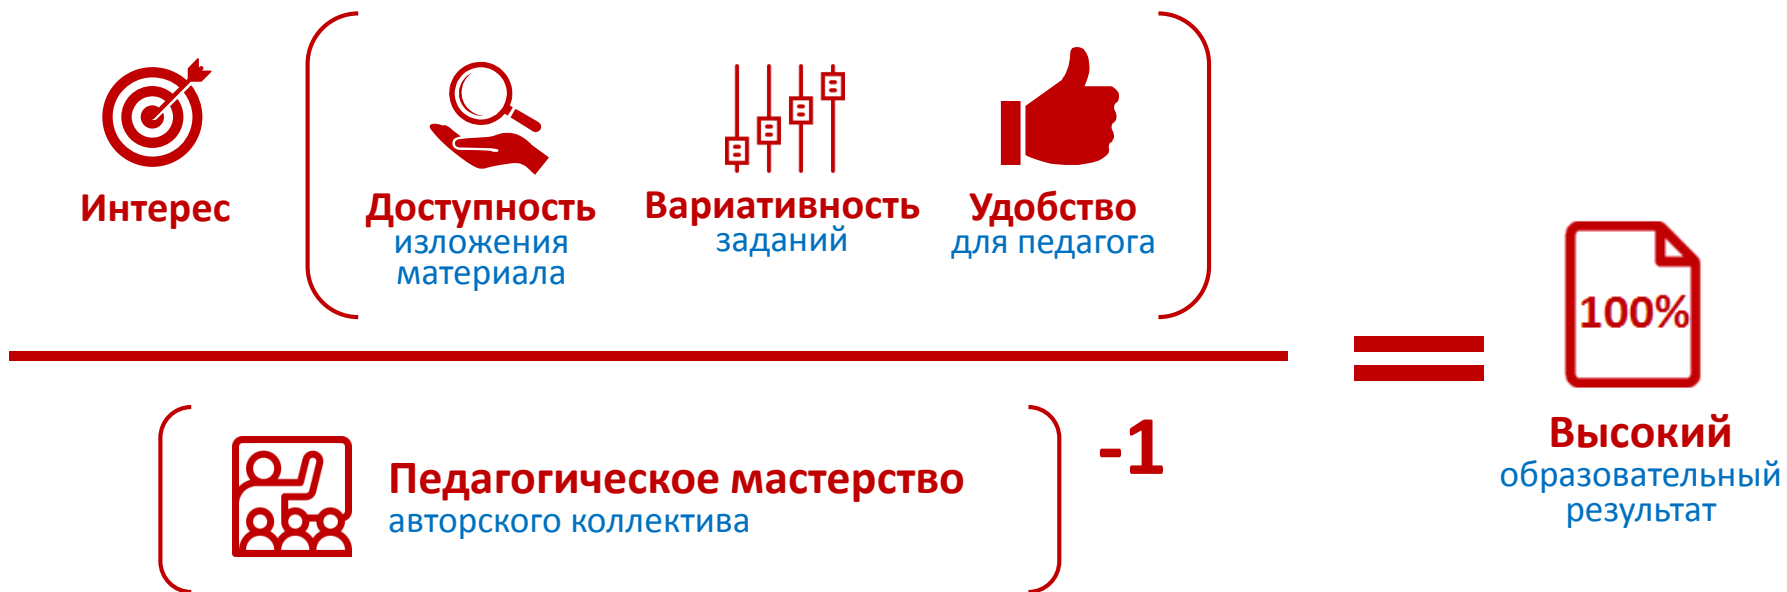 Интерес
Доступность
изложения
материала
Вариативность
заданий
Удобство
для педагога
Педагогическое мастерство
авторского коллектива
-1
100%
Высокий
образовательный
результат